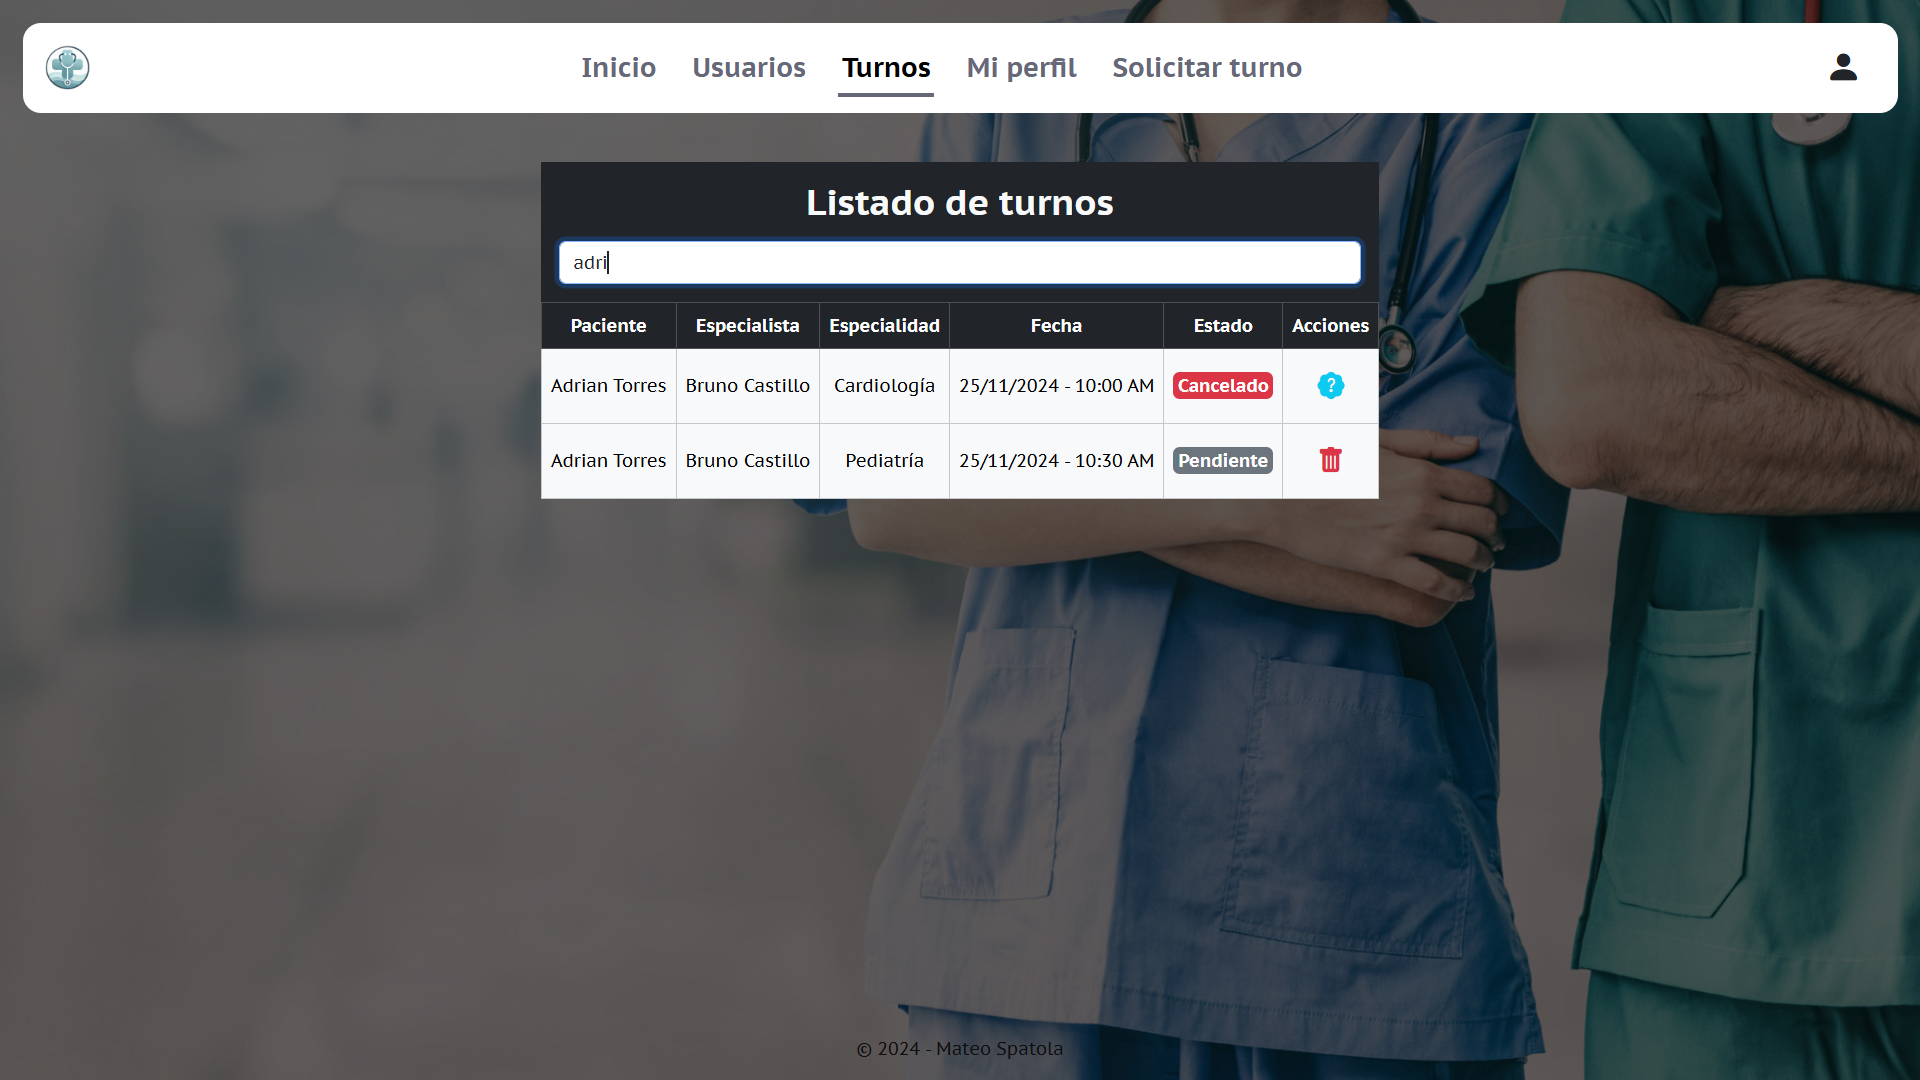 Inicio Usuarios Turnos Mi perfil Solicitar turno
Listado de turnos
adri
Paciente Especialista Especialidad Fecha Estado Acciones
Adrian Torres Bruno Castillo Cardiología 25/11/2024 - 10:00 AM Cancelado ?
Adrian Torres Bruno Castillo Pediatría 25/11/2024 - 10:30 AM Pendiente
© 2024 - Mateo Spatola